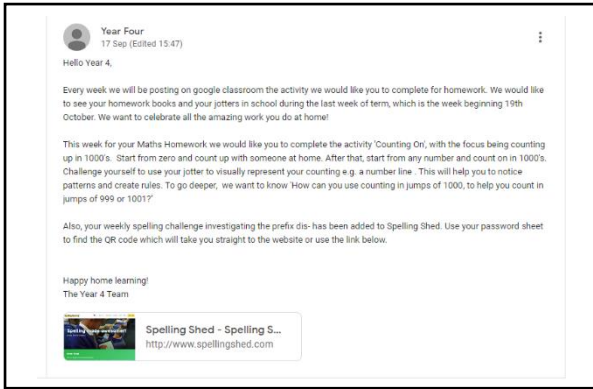 Year Four
17 Sep (Edited 15:47)
Hello Year 4,
Every week we will be posting on google classroom the activity we would like you to complete for homework. We would like
to see your homework books and your jotters in school during the last week of term, which is the week beginning 19th
October. We want to celebrate all the amazing work you do at home!
This week for your Maths Homework we would like you to complete the activity 'Counting On', with the focus being counting
up in 1000's. Start from zero and count up with someone at home. After that, start from any number and count on in 1000's.
Challenge yourself to use your jotter to visually represent your counting e.g. a number line . This will help you to notice
patterns and create rules. To go deeper, we want to know 'How can you use counting in jumps of 1000, to help you count in
jumps of 999 or 1001?'
Also, your weekly spelling challenge investigating the prefix dis- has been added to Spelling Shed. Use your password sheet
to find the QR code which will take you straight to the website or use the link below.
Happy home learning!
The Year 4 Team
Spelling Shed - Spelling S...
http://www.spellingshed.com